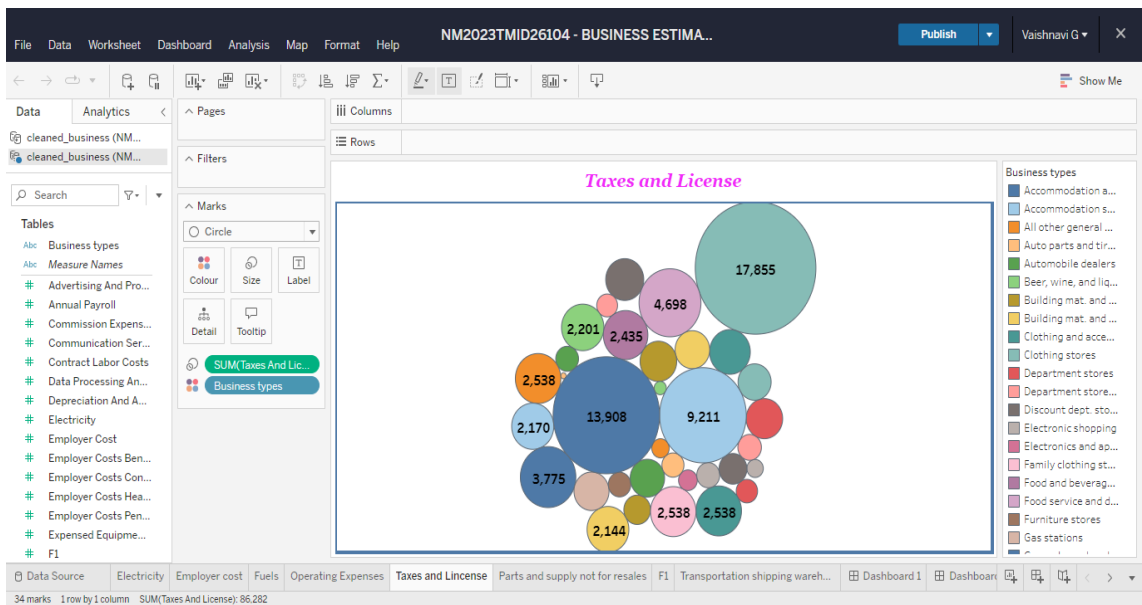 NM2023TMID26104 - BUSINESS ESTIMA...
File Data Worksheet Dashboard Analysis Map Format Help
Publish
Vaishnavi G
Show Me
Data Analytics
cleaned_business (NM...
cleaned_business (NM...
Search
Tables
Abc Business types
Abc Measure Names
# Advertising And Pro...
# Annual Payroll
# Commission Expens...
# Communication Ser...
# Contract Labor Costs
# Data Processing An...
# Depreciation And A...
# Electricity
# Employer Cost
# Employer Costs Ben...
# Employer Costs Con...
# Employer Costs Hea...
# Employer Costs Pen...
# Expensed Equipme...
# F1
Pages
Filters
Marks
Circle
Colour Size Label
Detail Tooltip
SUM(Taxes And Lic...
Business types
Columns
Rows
Taxes and License
17,855
4,698
2,201
2,435
2,538
13,908
9,211
2,170
3,775
2,538
2,538
2,144
Business types
Accommodation a...
Accommodation s...
All other general ...
Auto parts and tir...
Automobile dealers
Beer, wine, and liq...
Building mat. and ...
Building mat. and ...
Clothing and acce...
Clothing stores
Department stores
Department store...
Discount dept. sto...
Electronic shopping
Electronics and ap...
Family clothing st...
Food and beverag...
Food service and d...
Furniture stores
Gas stations
Data Source Electricity Employer cost Fuels Operating Expenses Taxes and Lincense Parts and supply not for resales F1 Transportation shipping wareh... Dashboard 1 Dashboar
34 marks 1 row by 1 column SUM(Taxes And License): 86,282